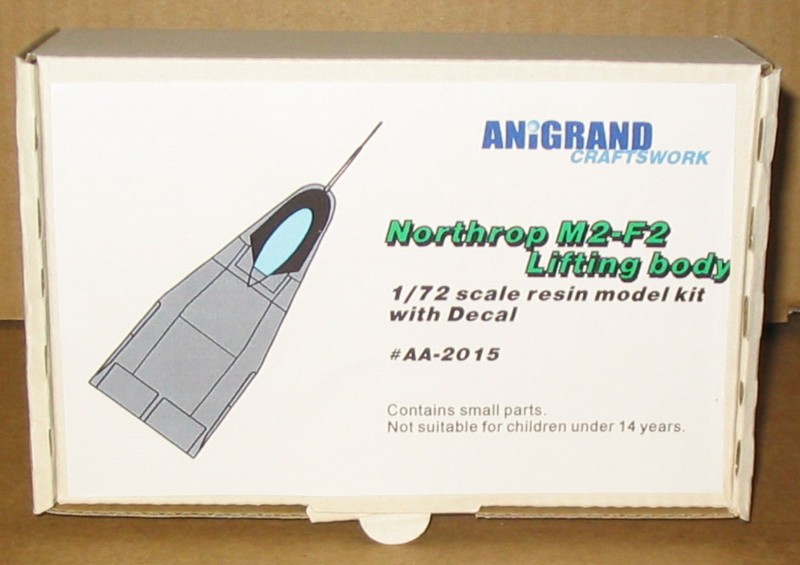 ANiGRAND
CRAFTSWORK
Northrop M2-F2
Lifting body
1/72 scale resin model kit
with Decal
#AA-2015
Contains small parts.
Not suitable for children under 14 years.